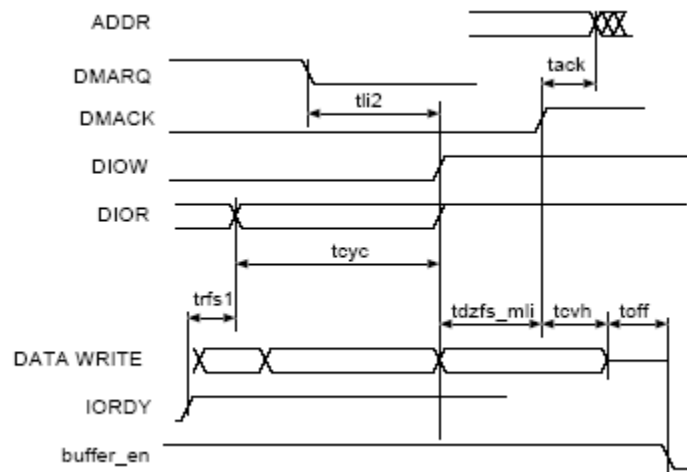 ADDR
DMARQ
tack
tli2
DMACK
DIOW
DIOR
tcyc
trfs1
tdzfs_mli
tcvh
toff
DATA WRITE
IORDY
buffer_en